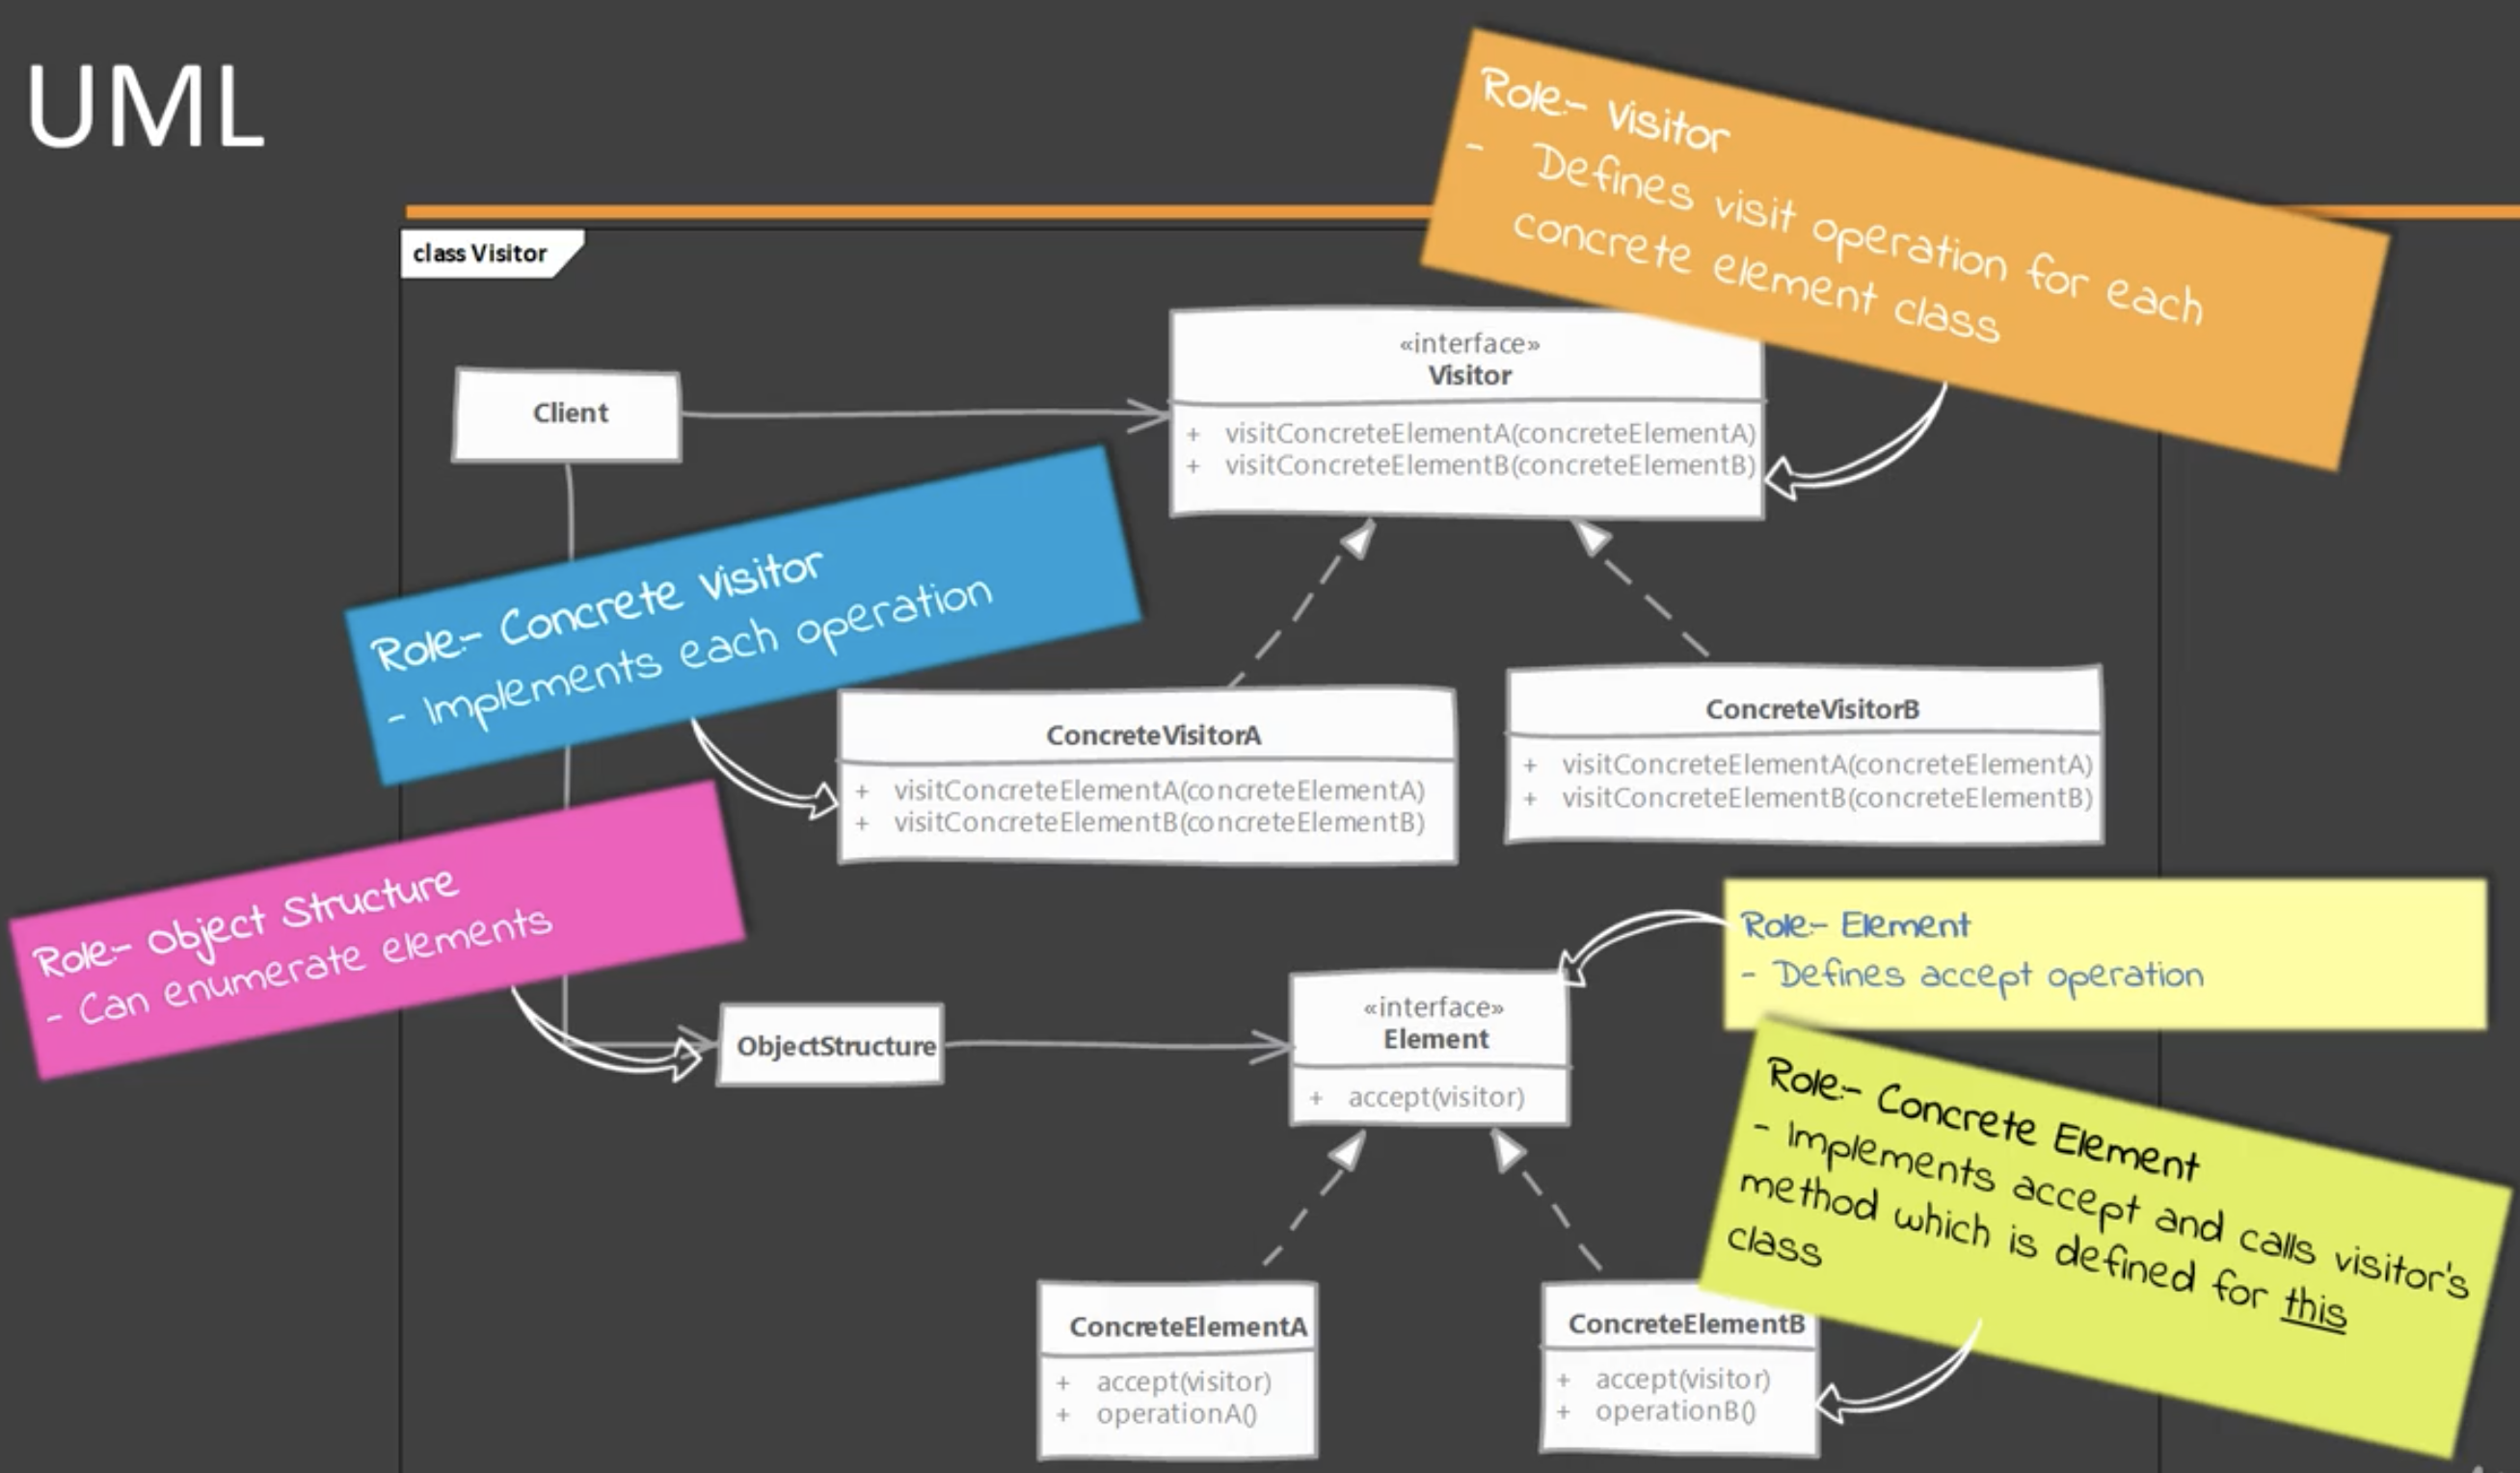 UML
Role:- Visitor
- Defines visit operation for each
concrete element class
class Visitor
«interface»
Visitor
+ visitConcreteElementA(concreteElementA)
+ visitConcreteElementB(concreteElementB)
Client
Role:- Concrete Visitor
- Implements each operation
ConcreteVisitorA
+ visitConcreteElementA(concreteElementA)
+ visitConcreteElementB(concreteElementB)
ConcreteVisitorB
+ visitConcreteElementA(concreteElementA)
+ visitConcreteElementB(concreteElementB)
Role:- Object Structure
- Can enumerate elements
Role:- Element
- Defines accept operation
ObjectStructure
«interface»
Element
+ accept(visitor)
Role:- Concrete Element
- Implements accept and calls visitor's
method which is defined for this
class
ConcreteElementA
+ accept(visitor)
+ operationA()
ConcreteElementB
+ accept(visitor)
+ operationB()